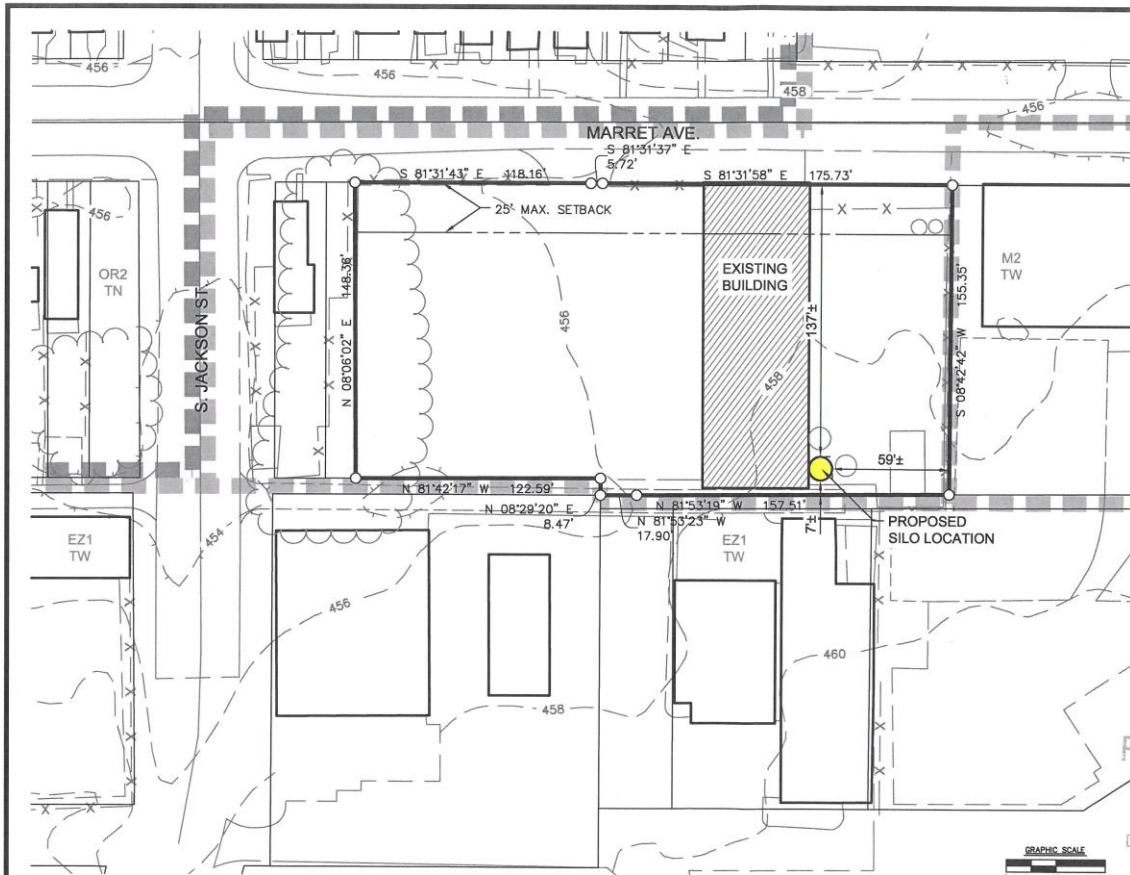 456
456
458
456
MARRET AVE.
S 81°31'37" E
5.72'
S 81°31'43" E 118.16'
S 81°31'58" E 175.73'
25' MAX. SETBACK
456
OR2
TN
S. JACKSON ST.
N 08°06'02" E 148.36'
456
EXISTING
BUILDING
137'±
458
M2
TW
S 08°42'42" W 155.35'
59'±
N 81°42'17" W 122.59'
N 08°29'20" E
8.47'
N 81°53'19" W 157.51'
N 81°53'23" W
17.90'
7'±
PROPOSED
SILO LOCATION
EZ1
TW
454
EZ1
TW
456
460
458
GRAPHIC SCALE